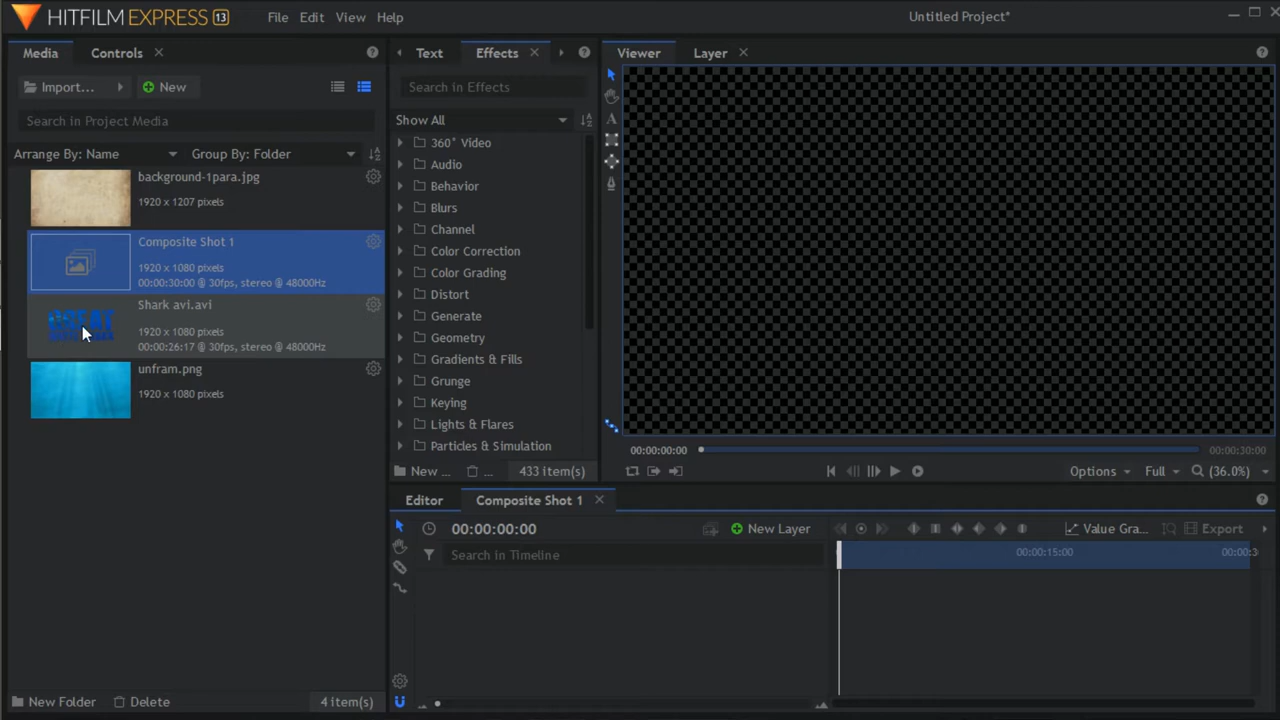 HITFILM EXPRESS 13 File Edit View Help Untitled Project*
Media Controls Text Effects Viewer Layer
Import... New
Search in Effects
Search in Project Media
Show All
Arrange By: Name Group By: Folder
360° Video
background-1para.jpg
1920 x 1207 pixels
Composite Shot 1
1920 x 1080 pixels
00:00:30:00 @ 30fps, stereo @ 48000Hz
GREAT
Shark avi.avi
1920 x 1080 pixels
00:00:26:17 @ 30fps, stereo @ 48000Hz
unfram.png
1920 x 1080 pixels
Audio
Behavior
Blurs
Channel
Color Correction
Color Grading
Distort
Generate
Geometry
Gradients & Fills
Grunge
Keying
Lights & Flares
Particles & Simulation
New ... ... 433 item(s)
00:00:00:00 00:00:30:00
Options Full (36.0%)
Editor Composite Shot 1
00:00:00:00 New Layer Value Gra... Export
Search in Timeline 00:00:15:00 00:00:3
New Folder Delete 4 item(s)